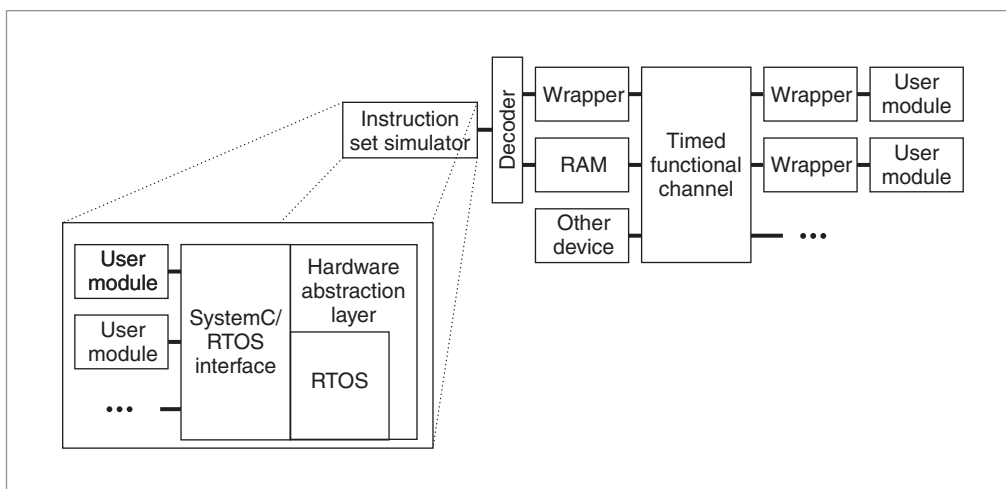 Instruction
set simulator
Decoder
Wrapper
RAM
Other
device
Timed
functional
channel
Wrapper
User
module
Wrapper
User
module
•••
User
module
User
module
•••
SystemC/
RTOS
interface
Hardware
abstraction
layer
RTOS